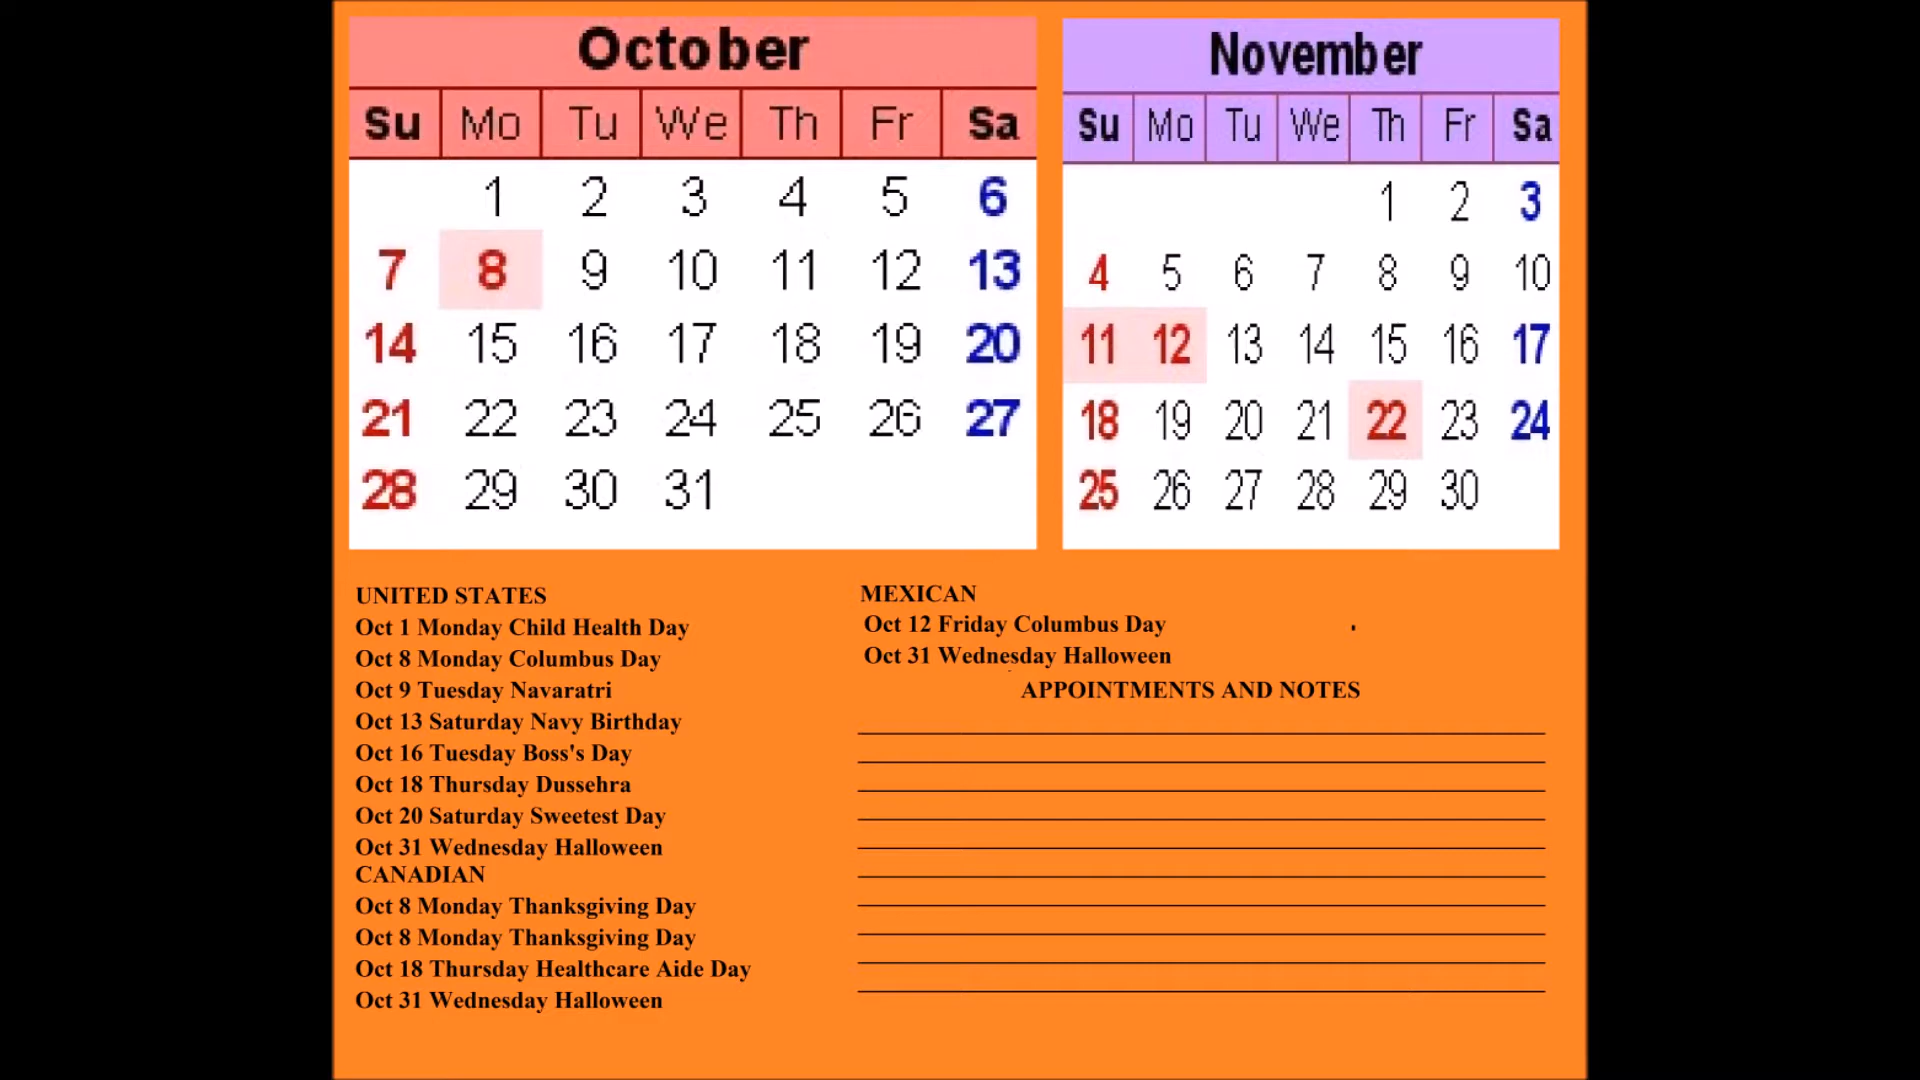 October
Su Mo Tu We Th Fr Sa
1 2 3 4 5 6
7 8 9 10 11 12 13
14 15 16 17 18 19 20
21 22 23 24 25 26 27
28 29 30 31
November
Su Mo Tu We Th Fr Sa
1 2 3
4 5 6 7 8 9 10
11 12 13 14 15 16 17
18 19 20 21 22 23 24
25 26 27 28 29 30
UNITED STATES
Oct 1 Monday Child Health Day
Oct 8 Monday Columbus Day
Oct 9 Tuesday Navaratri
Oct 13 Saturday Navy Birthday
Oct 16 Tuesday Boss's Day
Oct 18 Thursday Dussehra
Oct 20 Saturday Sweetest Day
Oct 31 Wednesday Halloween
CANADIAN
Oct 8 Monday Thanksgiving Day
Oct 8 Monday Thanksgiving Day
Oct 18 Thursday Healthcare Aide Day
Oct 31 Wednesday Halloween
MEXICAN
Oct 12 Friday Columbus Day
Oct 31 Wednesday Halloween
APPOINTMENTS AND NOTES